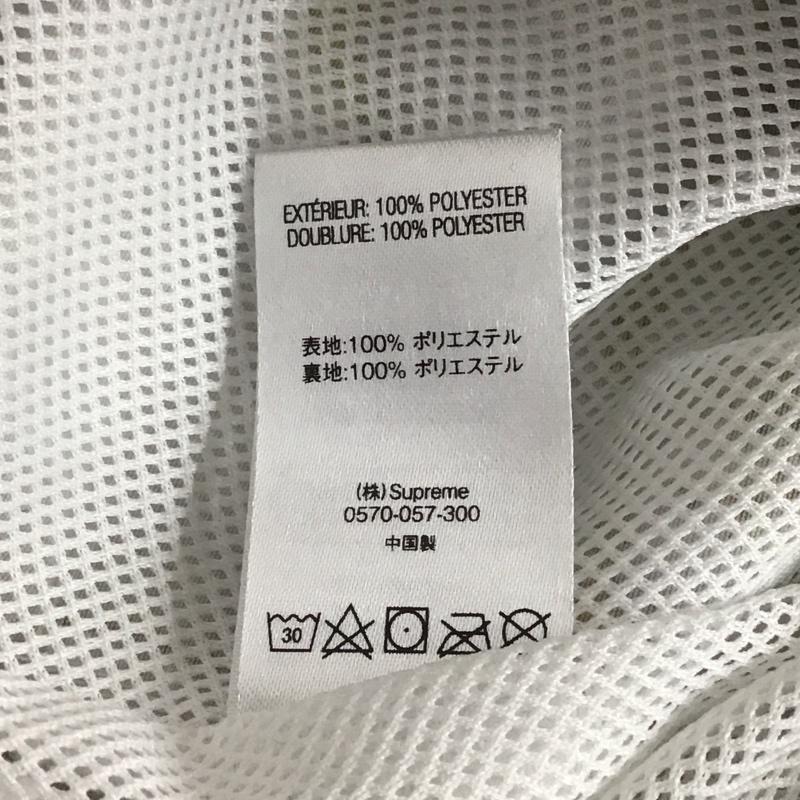 EXTÉRIEUR: 100% POLYESTER
DOUBLURE: 100% POLYESTER
表地:100% ポリエステル
裏地:100% ポリエステル
(株)Supreme
0570-057-300
中国製
30